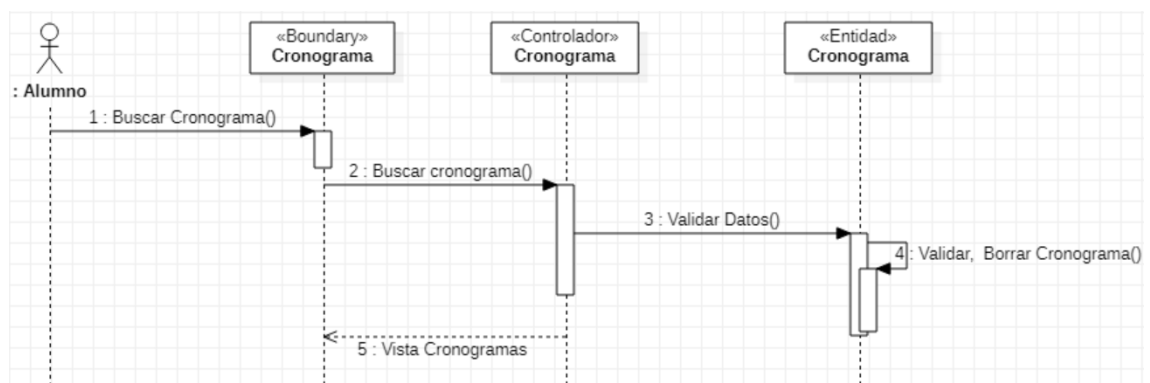 «Boundary»
Cronograma
«Controlador»
Cronograma
«Entidad»
Cronograma
: Alumno
1 : Buscar Cronograma()
2 : Buscar cronograma()
3 : Validar Datos()
4 : Validar, Borrar Cronograma()
5 : Vista Cronogramas